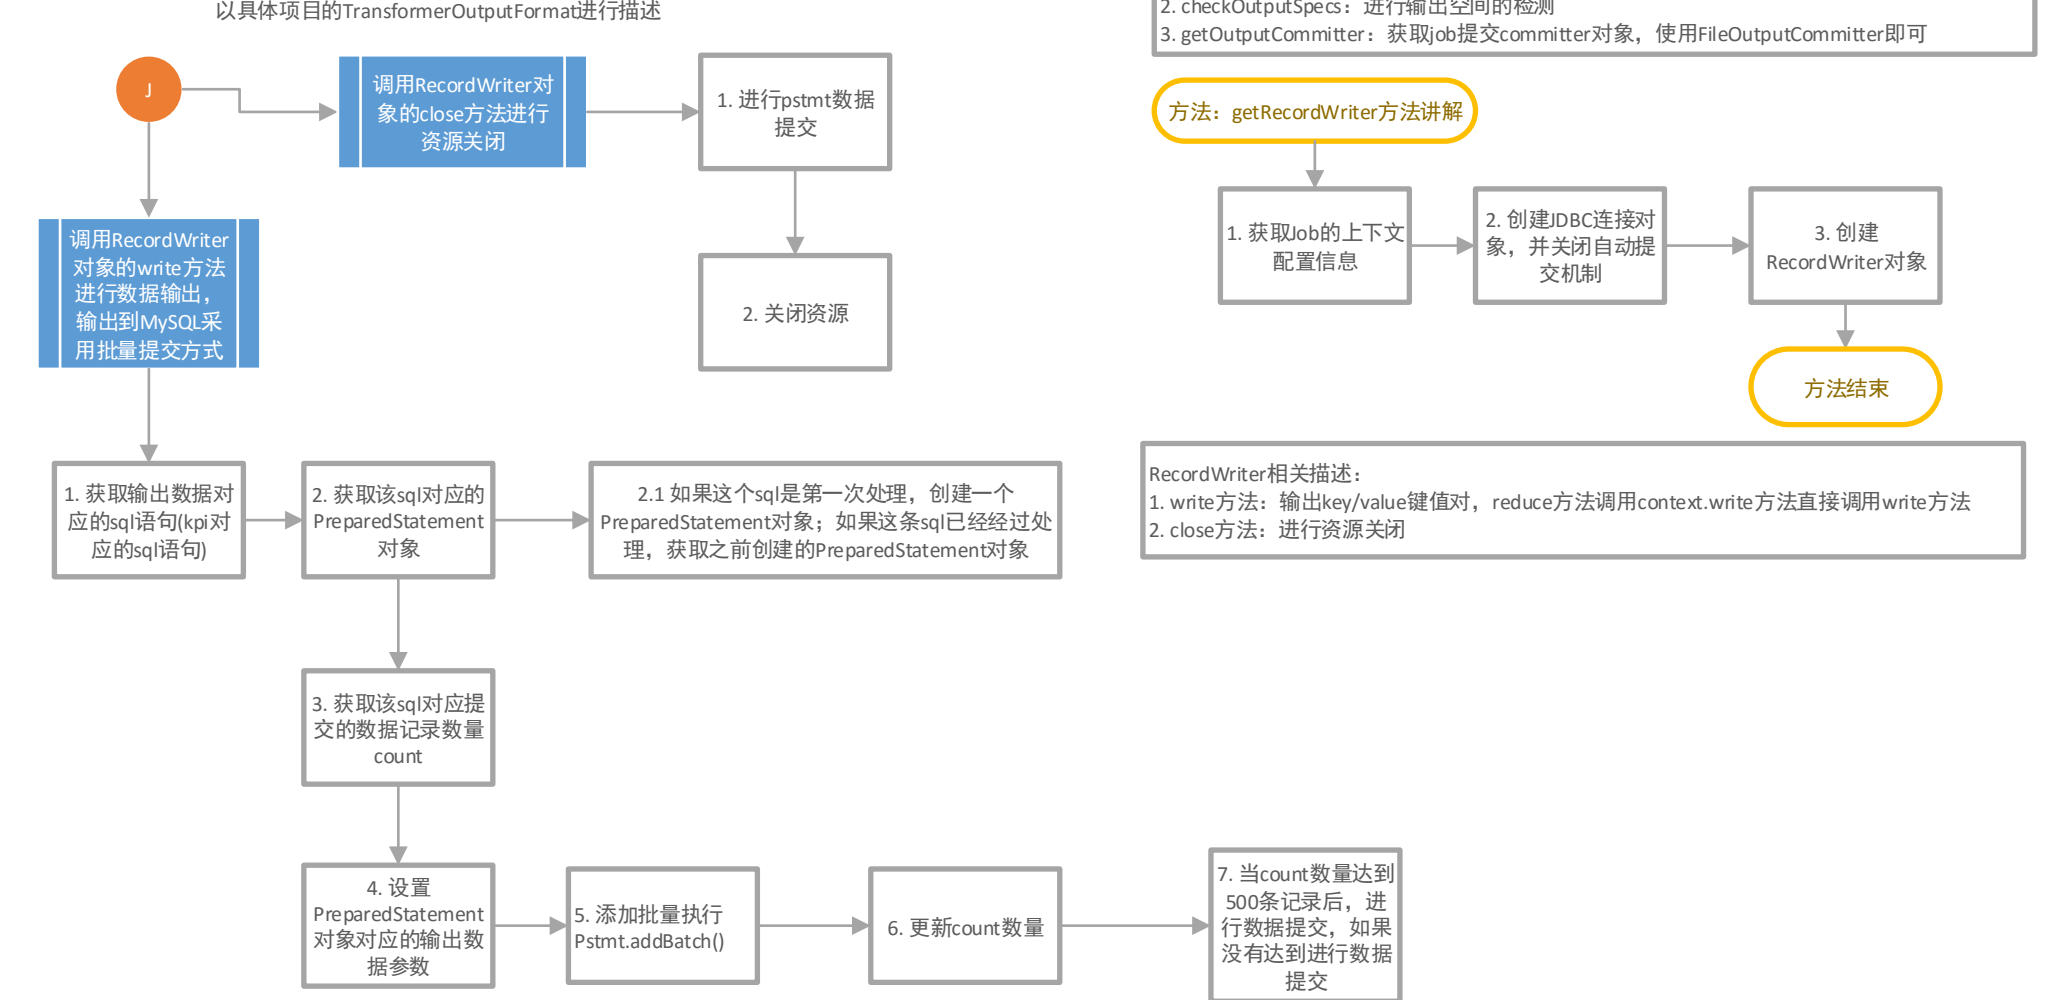 以具体项目的TransformerOutputFormat进行描述
J
调用RecordWriter对
象的close方法进行
资源关闭
1. 进行pstmt数据
提交
2. 关闭资源
调用RecordWriter
对象的write方法
进行数据输出，
输出到MySQL采
用批量提交方式
1. 获取输出数据对
应的sql语句(kpi对
应的sql语句)
2. 获取该sql对应的
PreparedStatement
对象
2.1 如果这个sql是第一次处理，创建一个
PreparedStatement对象；如果这条sql已经经过处
理，获取之前创建的PreparedStatement对象
3. 获取该sql对应提
交的数据记录数量
count
4. 设置
PreparedStatement
对象对应的输出数
据参数
5. 添加批量执行
Pstmt.addBatch()
6. 更新count数量
7. 当count数量达到
500条记录后，进
行数据提交，如果
没有达到进行数据
提交
2. checkOutputSpecs：进行输出空间的检测
3. getOutputCommitter：获取job提交committer对象，使用FileOutputCommitter即可
方法：getRecordWriter方法讲解
1. 获取Job的上下文
配置信息
2. 创建JDBC连接对
象，并关闭自动提
交机制
3. 创建
RecordWriter对象
方法结束
RecordWriter相关描述：
1. write方法：输出key/value键值对，reduce方法调用context.write方法直接调用write方法
2. close方法：进行资源关闭